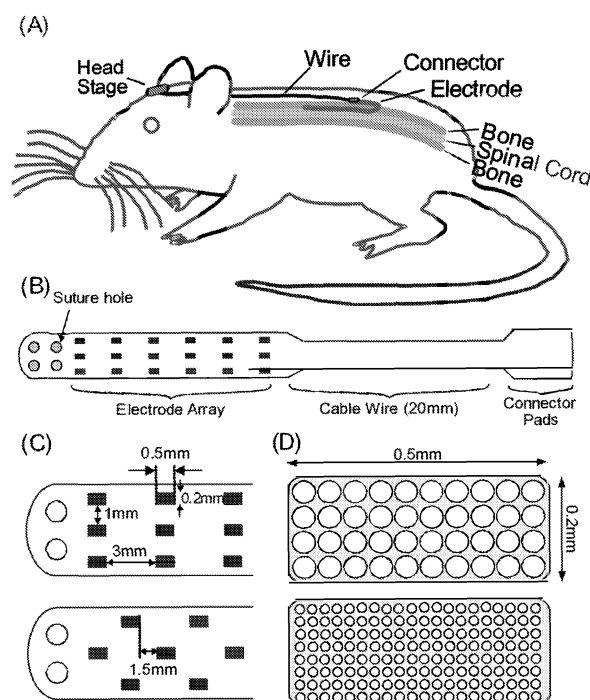 (A)
Head
Stage
Wire
Connector
Electrode
Bone
Spinal Cord
Bone
(B)
Suture hole
Electrode Array
Cable Wire (20mm)
Connector
Pads
(C)
0.5mm
0.2mm
1mm
3mm
1.5mm
(D)
0.5mm
0.2mm